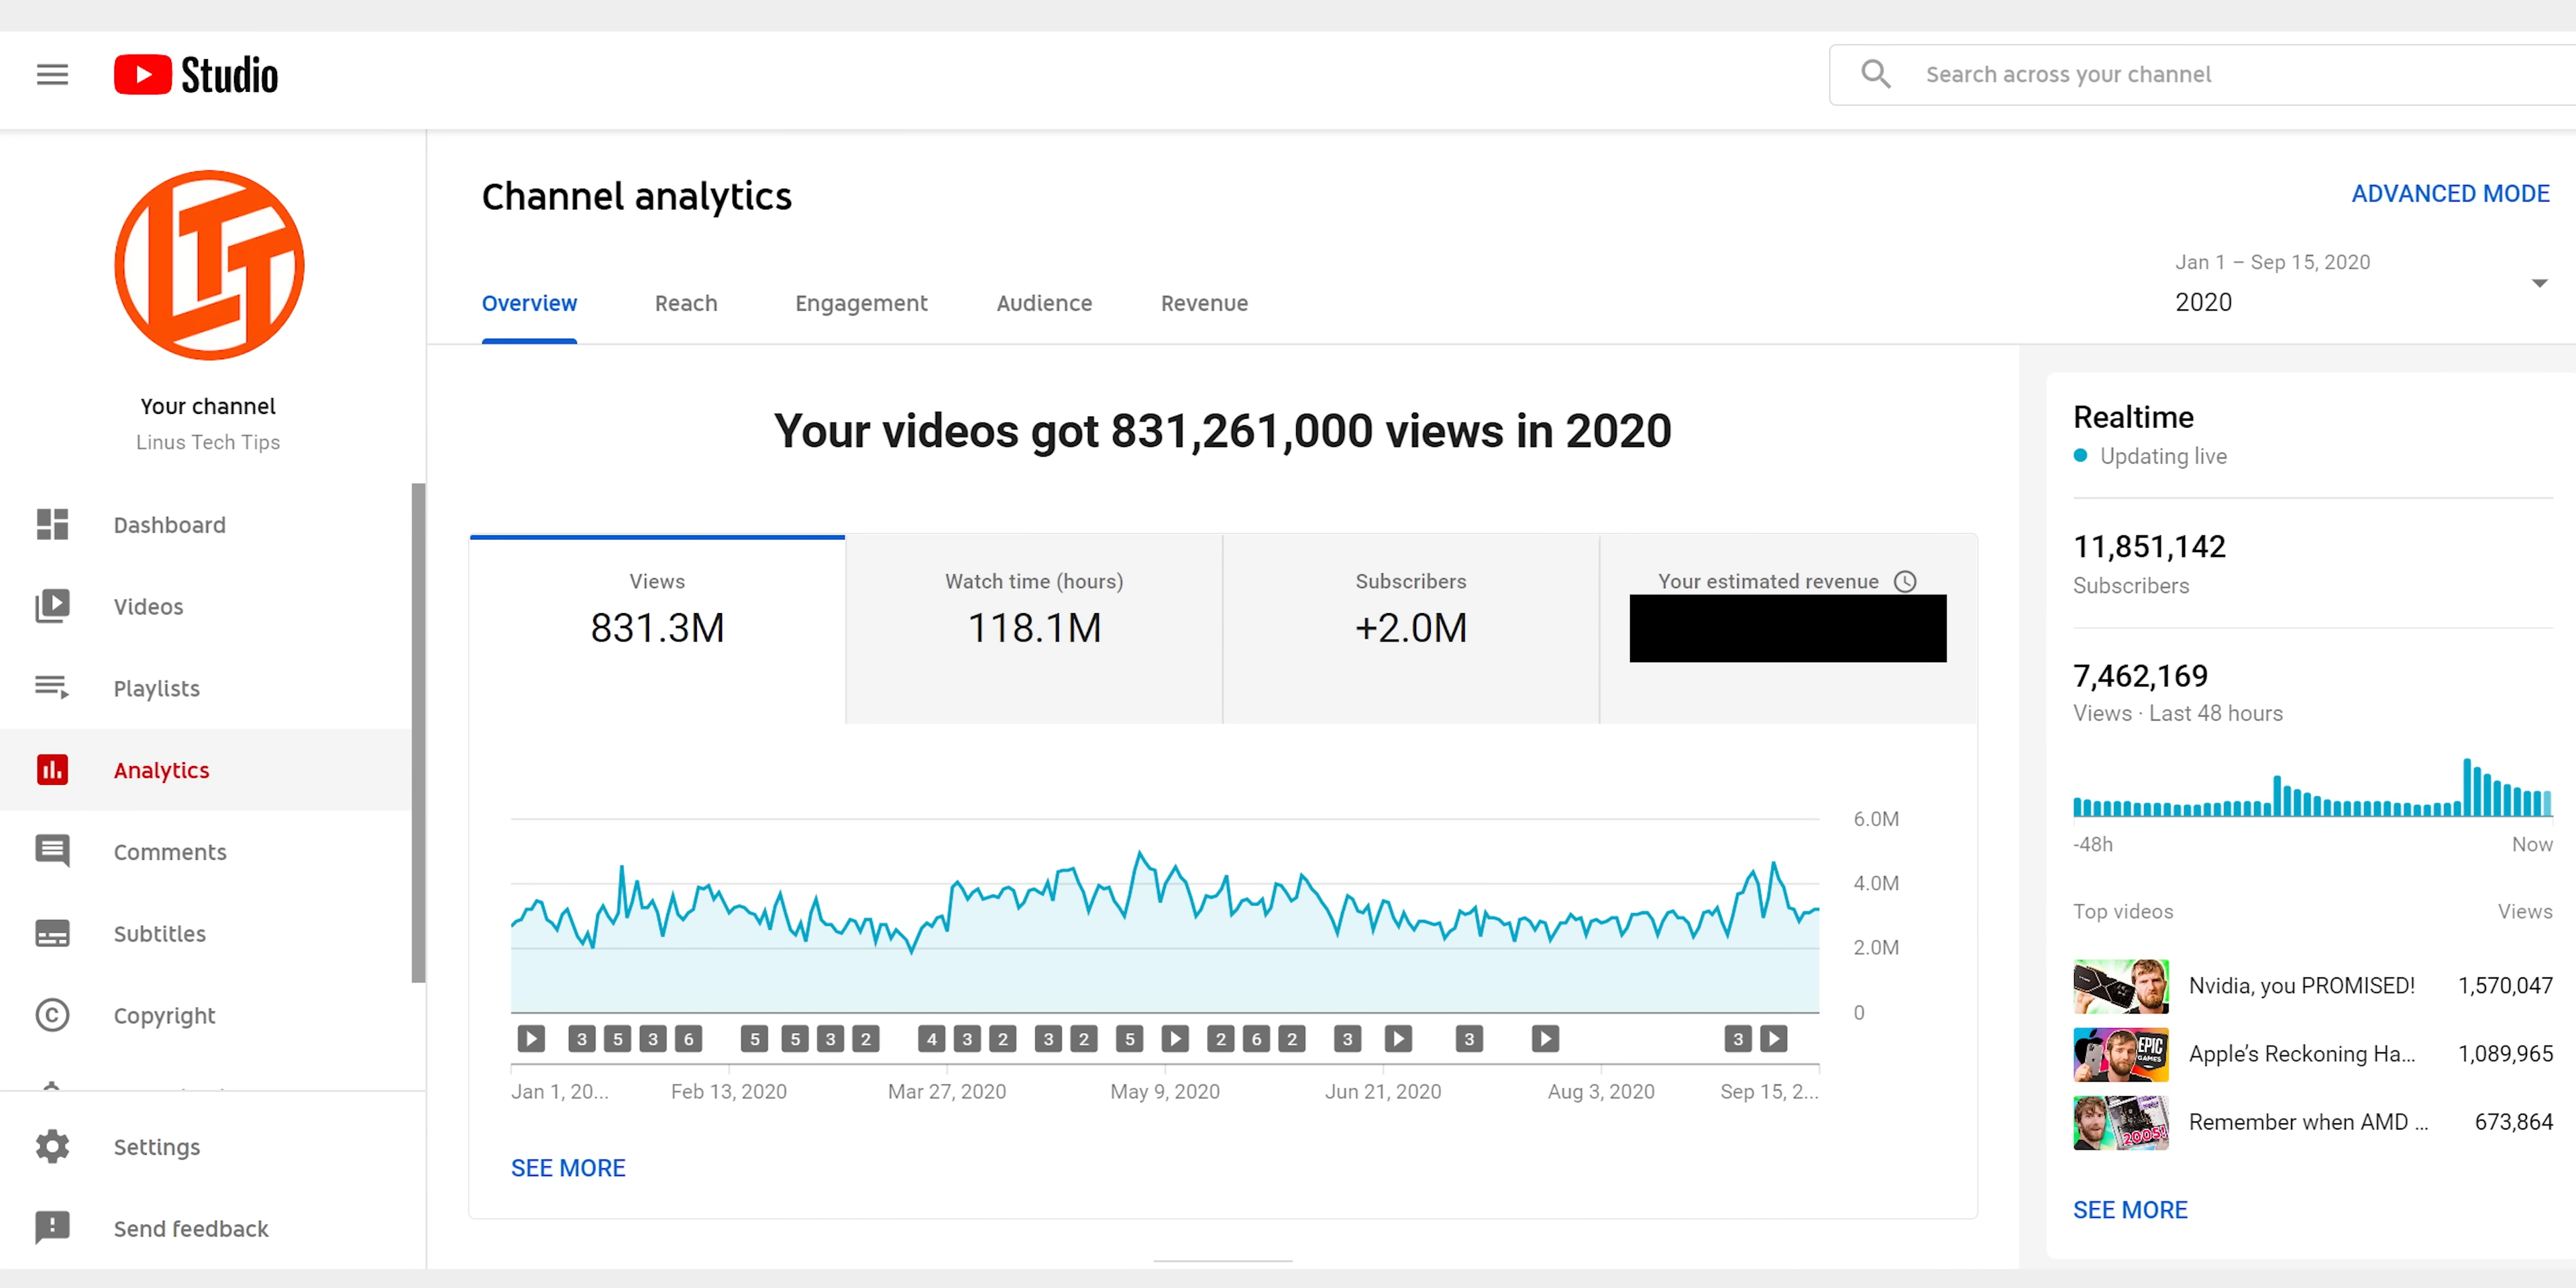 Studio
Search across your channel
LTT
Your channel
Linus Tech Tips
Dashboard
Videos
Playlists
Analytics
Comments
Subtitles
Copyright
Settings
Send feedback
Channel analytics
ADVANCED MODE
Jan 1 – Sep 15, 2020
2020
Overview Reach Engagement Audience Revenue
Your videos got 831,261,000 views in 2020
Views Watch time (hours) Subscribers Your estimated revenue
831.3M 118.1M +2.0M
6.0M
4.0M
2.0M
0
3 5 3 6 5 5 3 2 4 3 2 3 2 5 2 6 2 3 3 3
Jan 1, 20... Feb 13, 2020 Mar 27, 2020 May 9, 2020 Jun 21, 2020 Aug 3, 2020 Sep 15, 2...
SEE MORE
Realtime
Updating live
11,851,142
Subscribers
7,462,169
Views · Last 48 hours
-48h Now
Top videos Views
Nvidia, you PROMISED! 1,570,047
EPIC
GAMES
Apple's Reckoning Ha... 1,089,965
2005!
Remember when AMD ... 673,864
SEE MORE